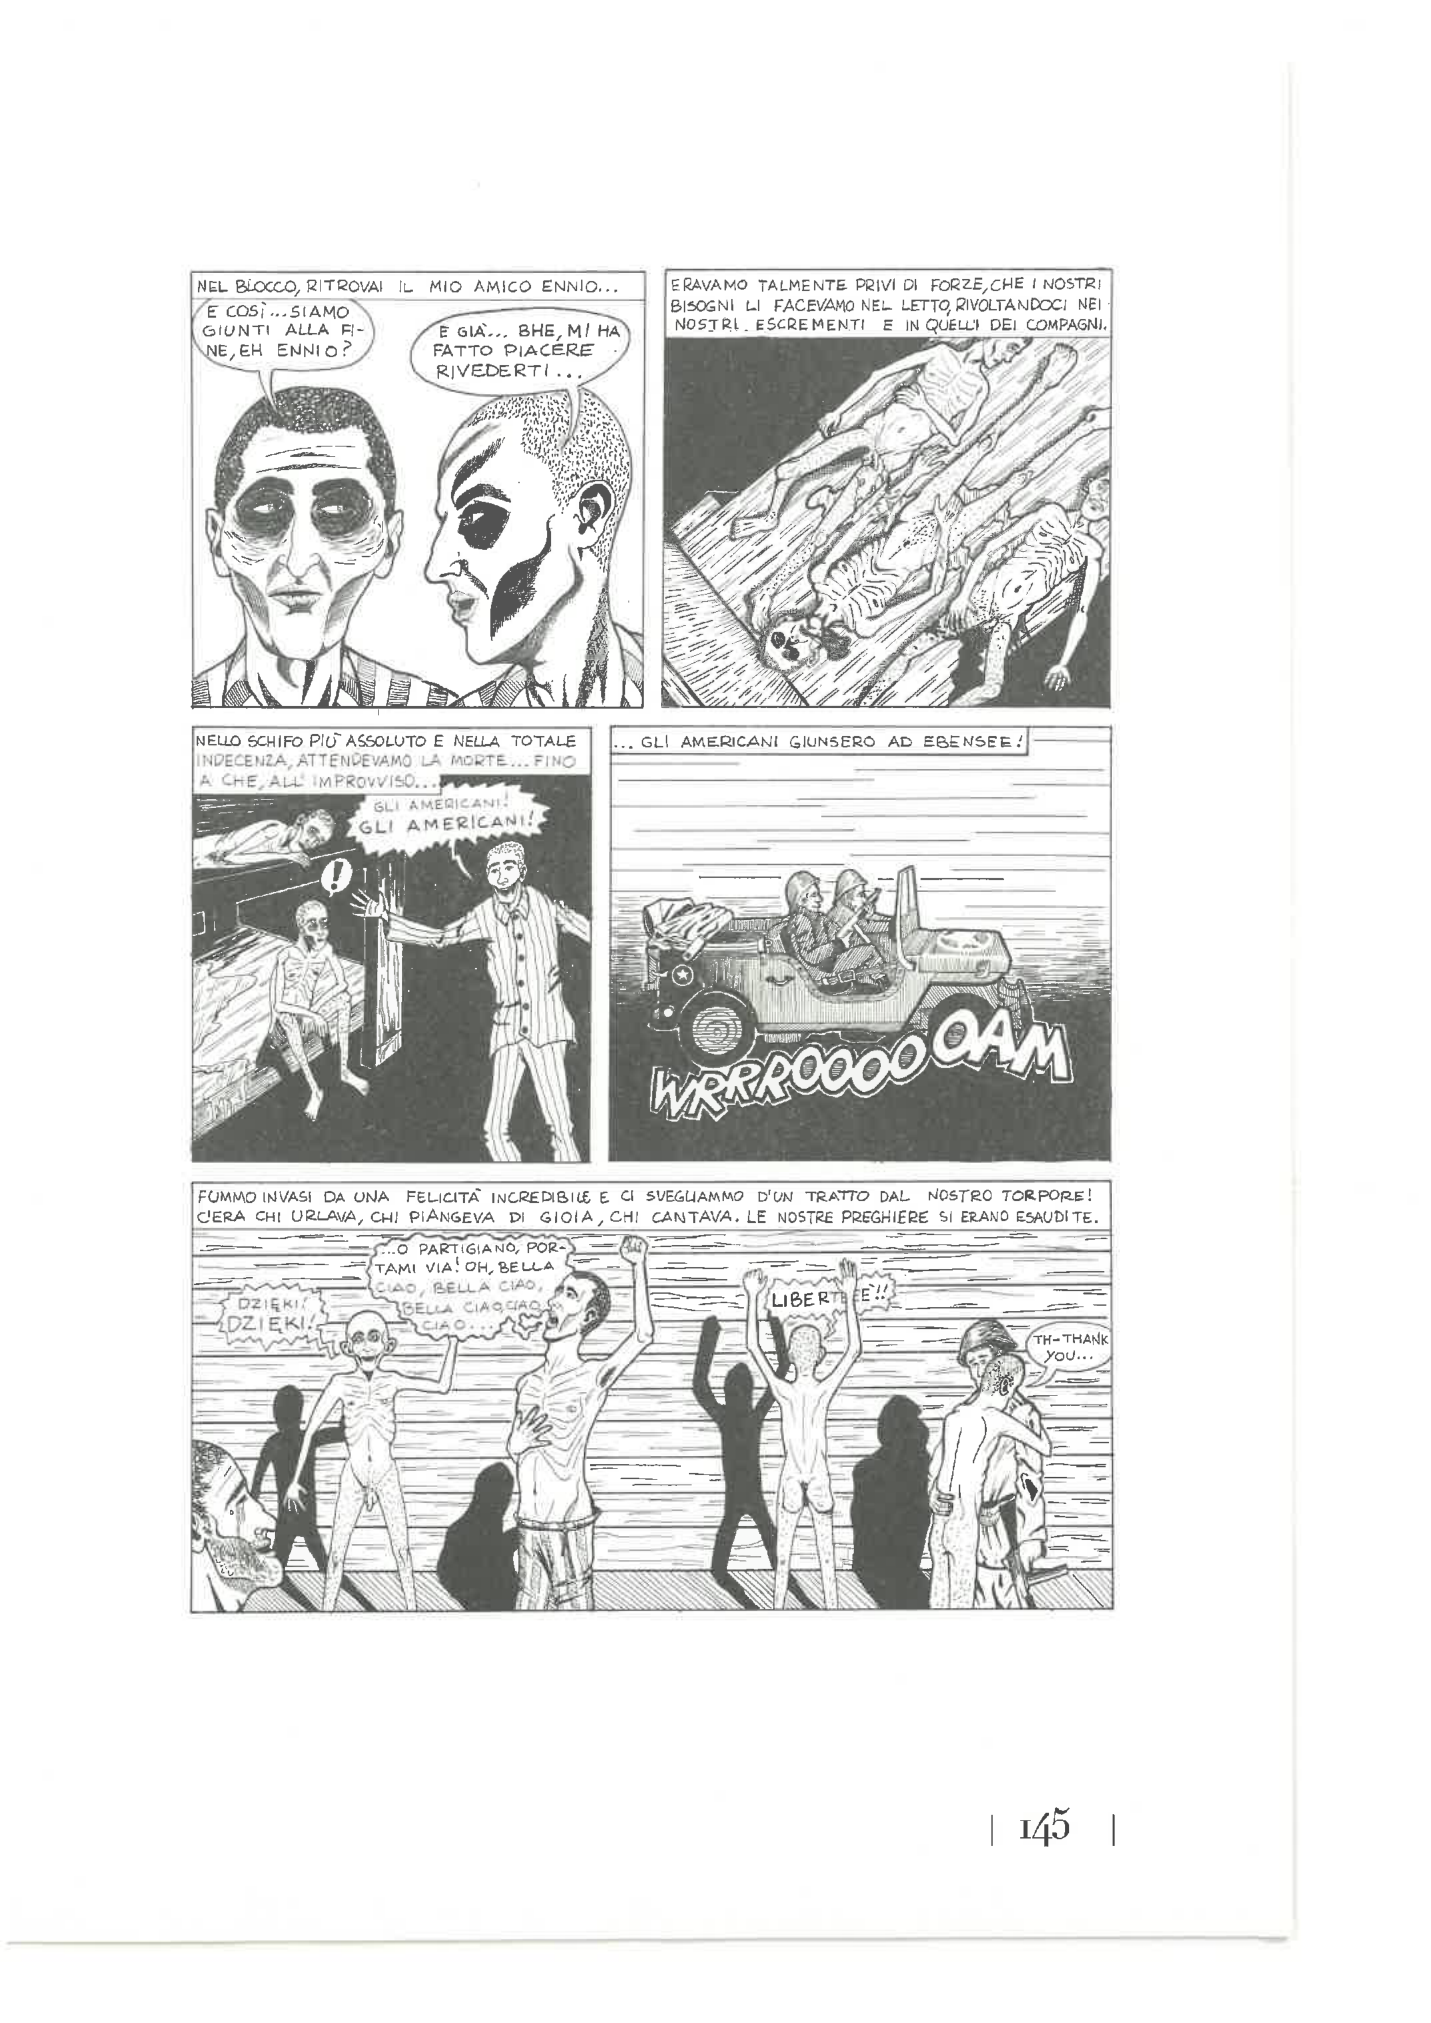 NEL BLOCCO, RITROVAI IL MIO AMICO ENNIO...
E COSÌ...SIAMO
GIUNTI ALLA FI-
NE, EH ENNIO?
E GIÀ... BHE, MI HA
FATTO PIACERE
RIVEDERTI...
ERAVAMO TALMENTE PRIVI DI FORZE, CHE I NOSTRI
BISOGNI LI FACEVAMO NEL LETTO, RIVOLTANDOCI NEI
NOSTRI ESCREMENTI E IN QUELLI DEI COMPAGNI.
NELLO SCHIFO PIÙ ASSOLUTO E NELLA TOTALE
INDECENZA, ATTENDEVAMO LA MORTE... FINO
A CHE, ALL'IMPROVVISO...
GLI AMERICANI!
GLI AMERICANI!
!
... GLI AMERICANI GIUNSERO AD EBENSEE!
WRRROOOOOOAM
FUMMO INVASI DA UNA FELICITÀ INCREDIBILE E CI SVEGLIAMMO D'UN TRATTO DAL NOSTRO TORPORE!
C'ERA CHI URLAVA, CHI PIANGEVA DI GIOIA, CHI CANTAVA. LE NOSTRE PREGHIERE SI ERANO ESAUDITE.
DZIĘKI!
DZIĘKI!
...O PARTIGIANO, POR-
TAMI VIA! OH, BELLA
CIAO, BELLA CIAO,
BELLA CIAO, CIAO
CIAO...
LIBERTEEÈ!!
TH-THANK
YOU...
| 145 |